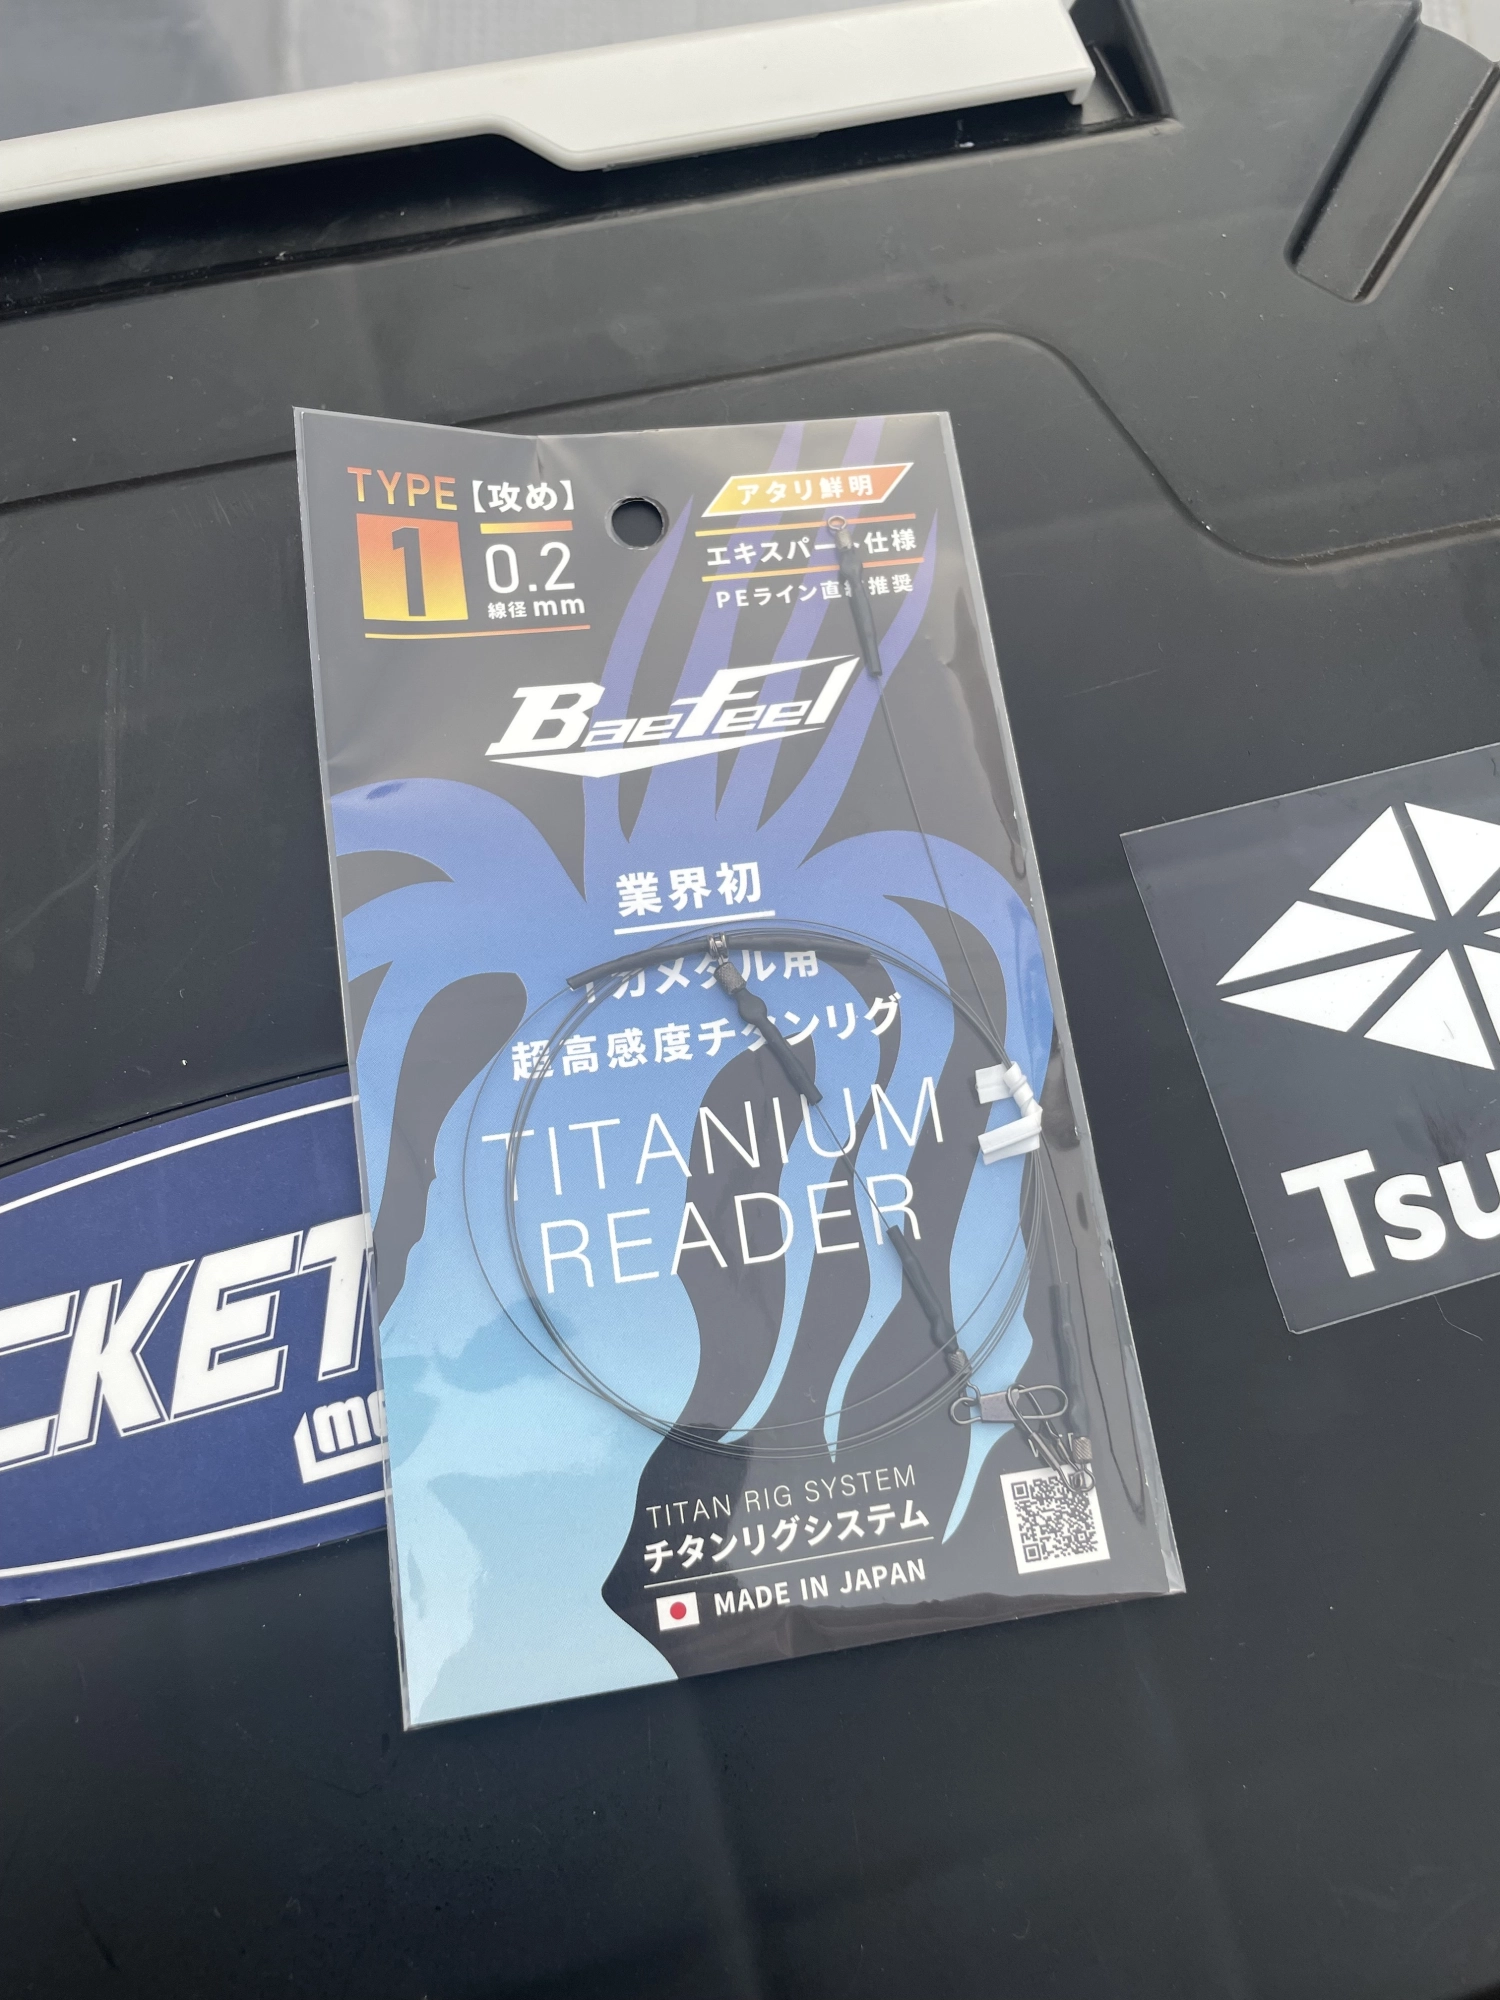 TYPE
【攻め】
1
0.2
線径mm
アタリ鮮明
エキスパート仕様
PEライン直結推奨
BaeFeel
業界初
イカメタル用
超高感度チタンリグ
TITANIUM
READER
TITAN RIG SYSTEM
チタンリグシステム
MADE IN JAPAN
CKET
Tsu